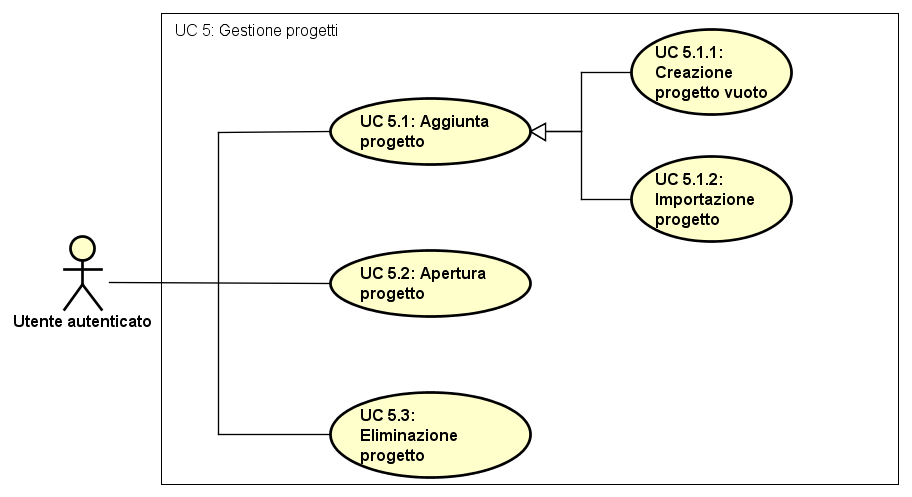 UC 5: Gestione progetti
UC 5.1.1:
Creazione
progetto vuoto
UC 5.1: Aggiunta
progetto
UC 5.1.2:
Importazione
progetto
UC 5.2: Apertura
progetto
Utente autenticato
UC 5.3:
Eliminazione
progetto